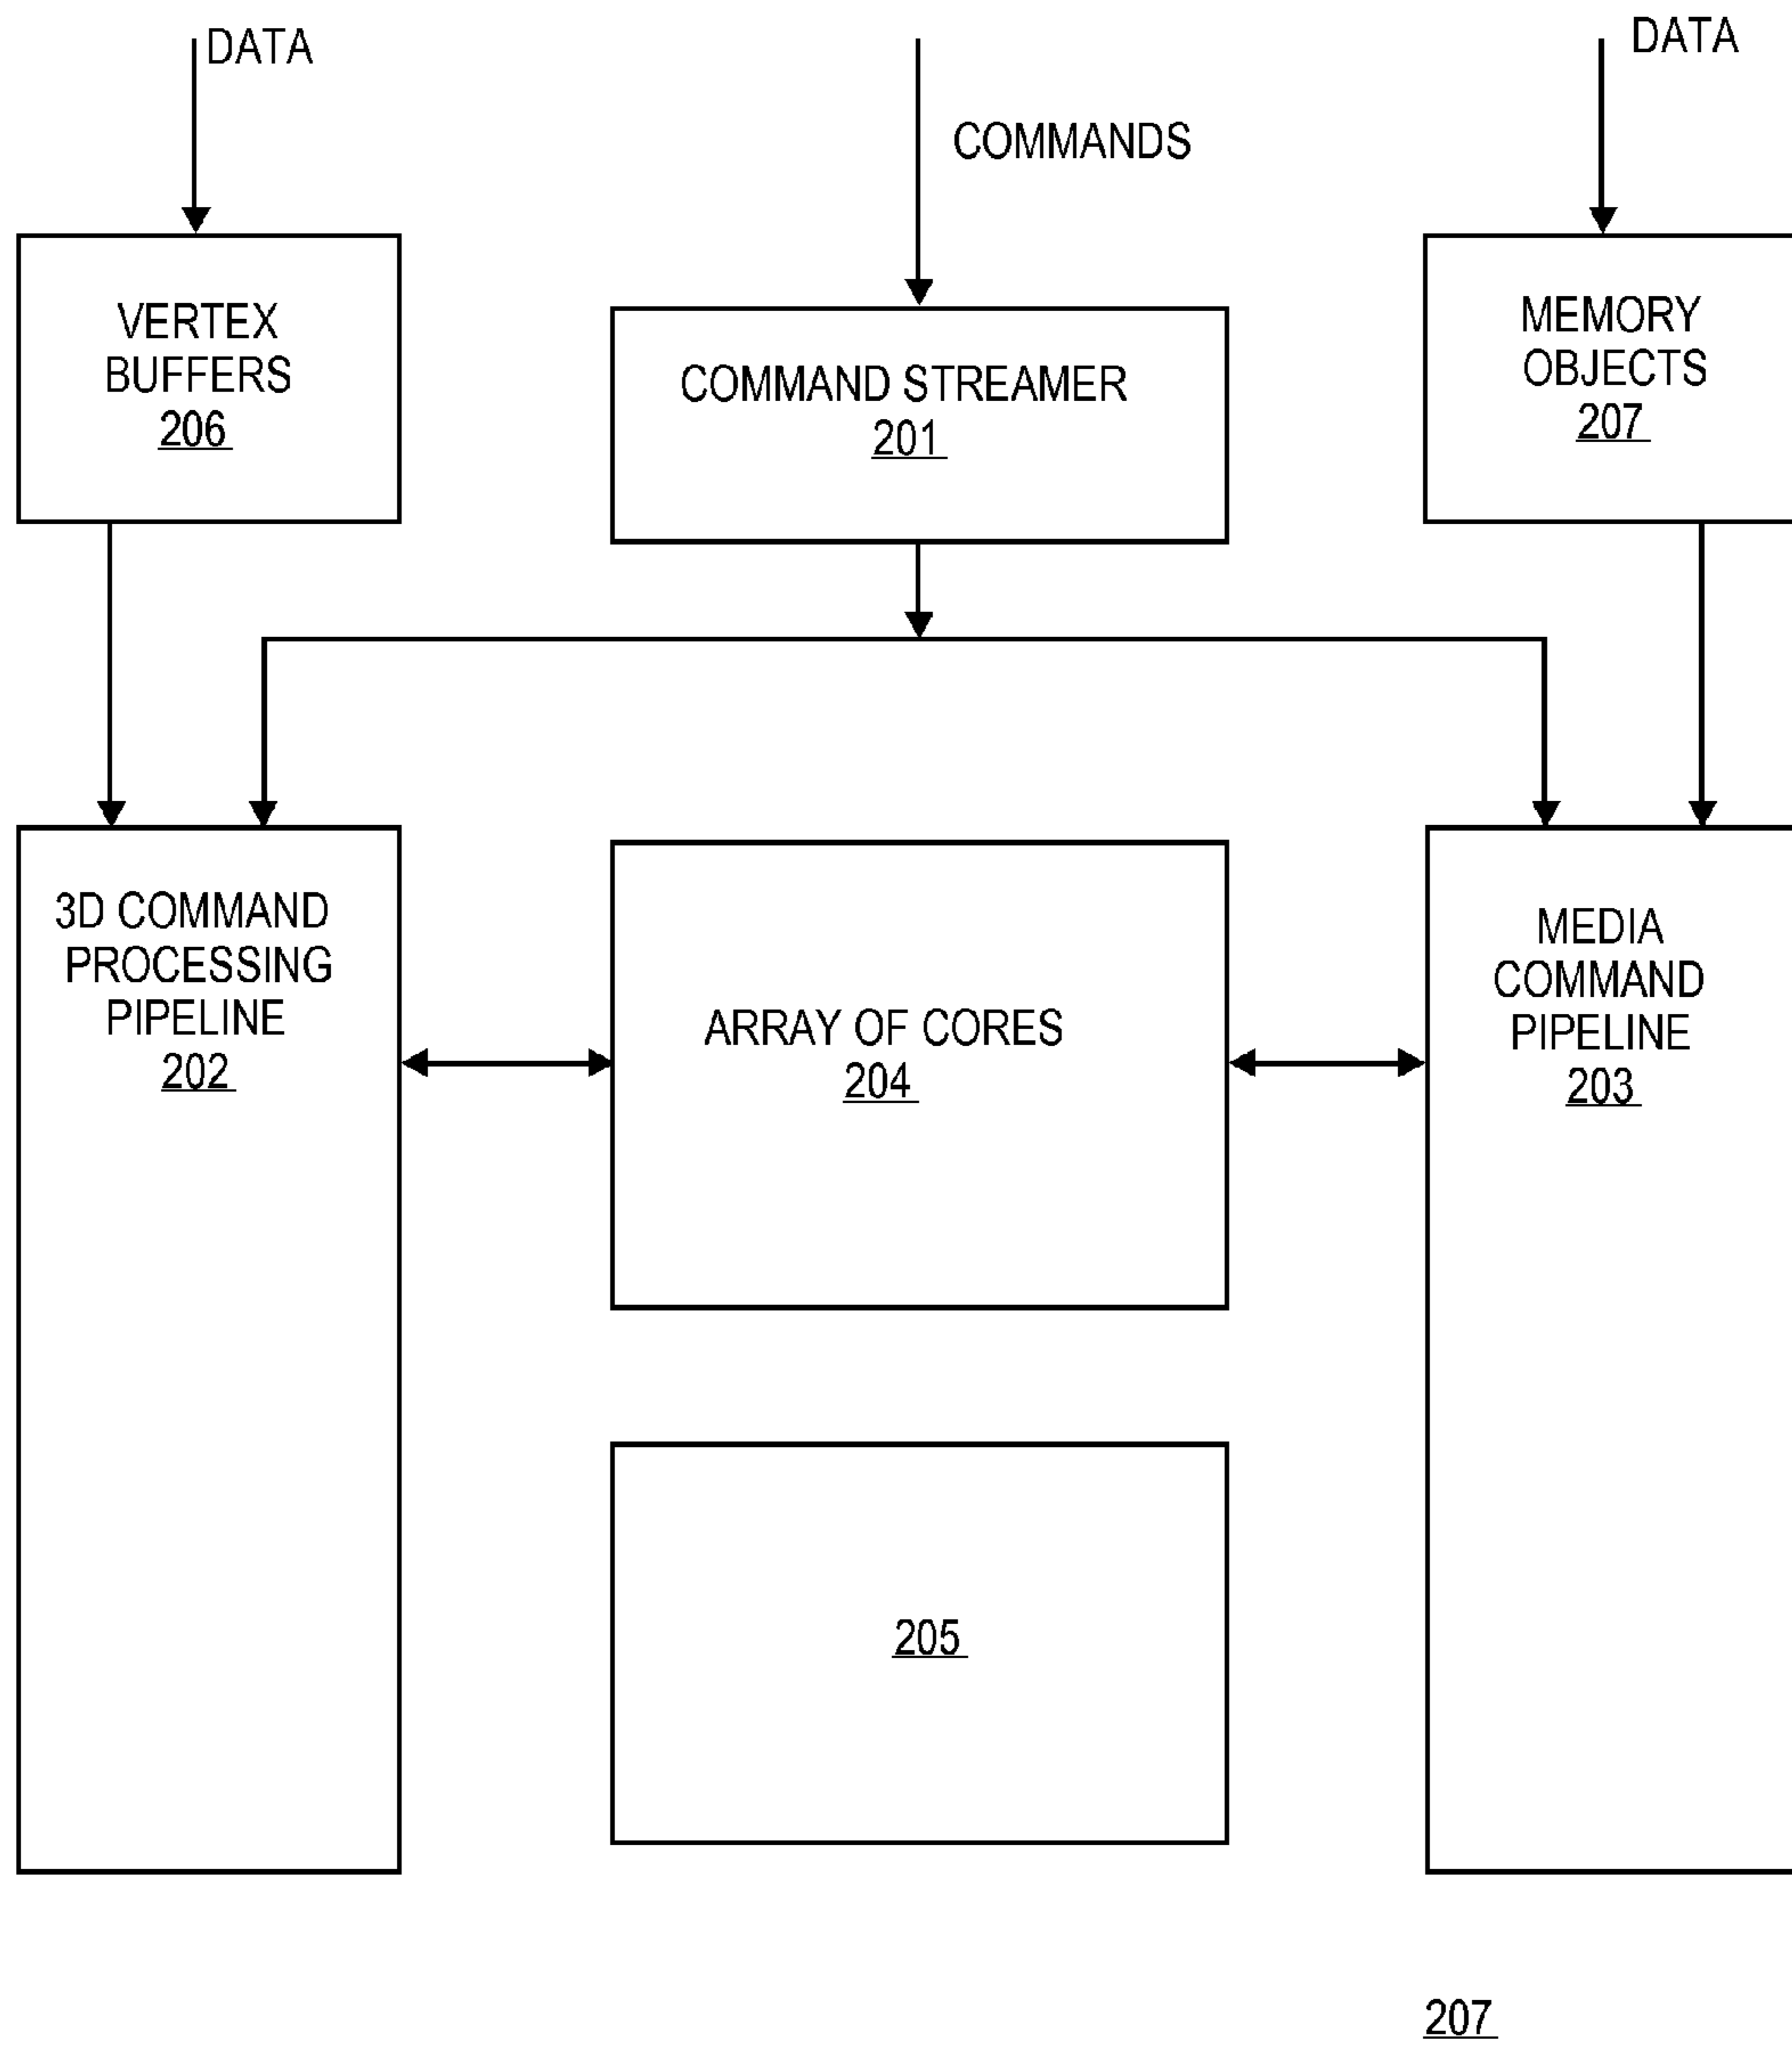 DATA
DATA
COMMANDS
VERTEX
BUFFERS
206
COMMAND STREAMER
201
MEMORY
OBJECTS
207
3D COMMAND
PROCESSING
PIPELINE
202
ARRAY OF CORES
204
MEDIA
COMMAND
PIPELINE
203
205
207